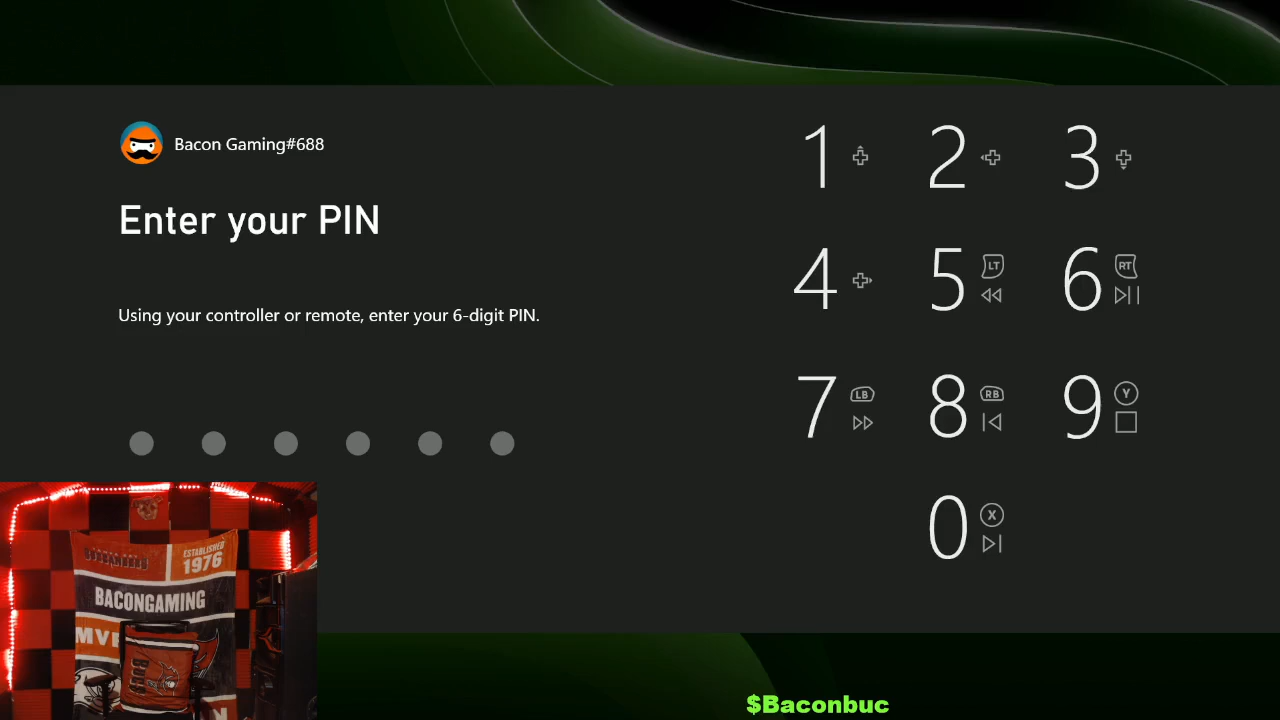 Bacon Gaming#688
Enter your PIN
Using your controller or remote, enter your 6-digit PIN.
1 2 3
4 5 LT 6 RT
7 LB 8 RB 9 Y
0 X
ESTABLISHED
1976
BACONGAMING
BUCS
$Baconbuc